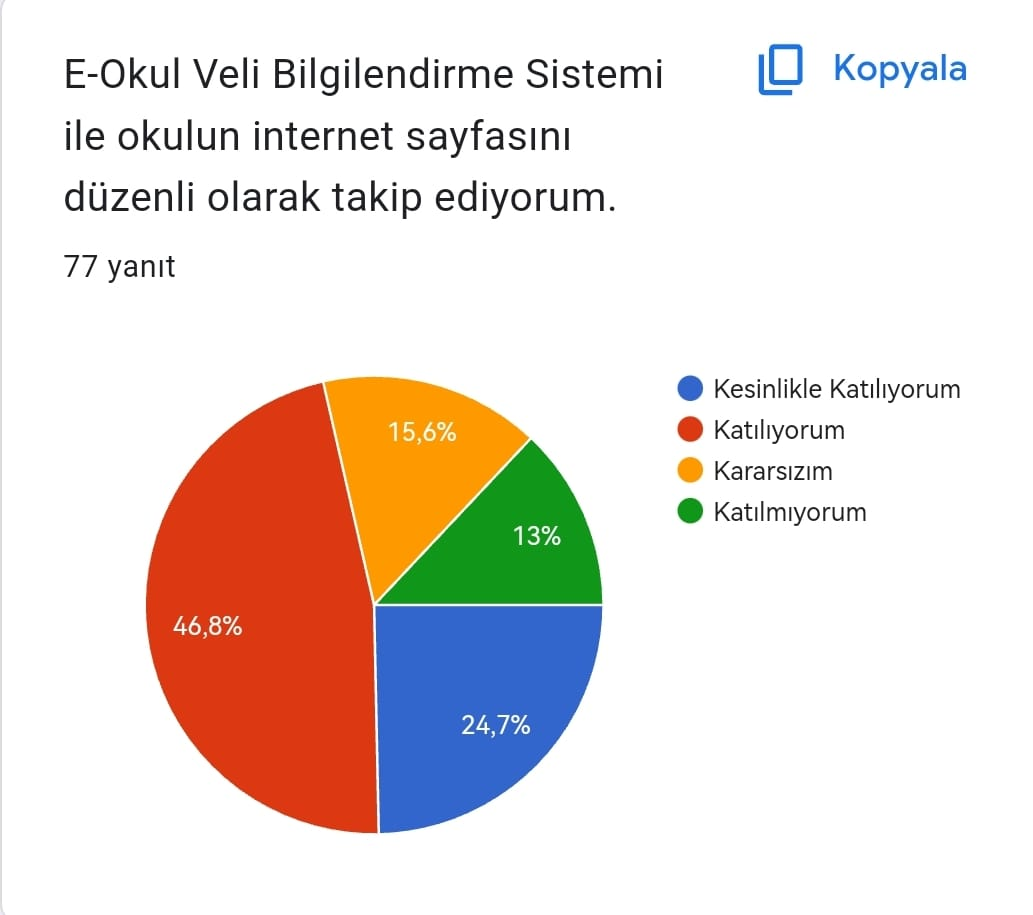 E-Okul Veli Bilgilendirme Sistemi
ile okulun internet sayfasını
düzenli olarak takip ediyorum.
Kopyala
77 yanıt
Kesinlikle Katılıyorum
Katılıyorum
Kararsızım
Katılmıyorum
15,6%
13%
46,8%
24,7%